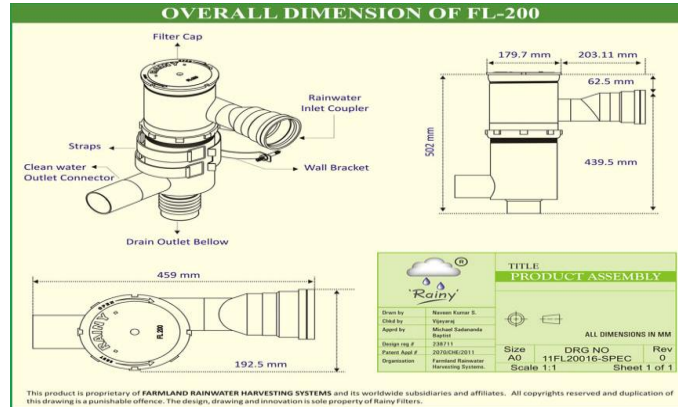 OVERALL DIMENSION OF FL-200
Filter Cap
RAINY
FL-200
Rainwater
Inlet Coupler
Straps
Clean water
Outlet Connector
Wall Bracket
Drain Outlet Bellow
179.7 mm
203.11 mm
62.5 mm
502 mm
439.5 mm
459 mm
OPEN
RAINY
FL 200
192.5 mm
®
'Rainy'
Drawn by Naveen Kumar S.
Chkd by Vijayaraj
Apprd by Michael Sadananda
Baptist
Design reg # 238711
Patent Appl # 2070/CHE/2011
Organisation Farmland Rainwater
Harvesting Systems.
TITLE
PRODUCT ASSEMBLY
ALL DIMENSIONS IN MM
Size DRG NO Rev
A0 11FL20016-SPEC 0
Scale 1:1 Sheet 1 of 1
This product is proprietary of FARMLAND RAINWATER HARVESTING SYSTEMS and its worldwide subsidiaries and affiliates. All copyrights reserved and duplication of
this drawing is a punishable offence. The design, drawing and innovation is sole property of Rainy Filters.